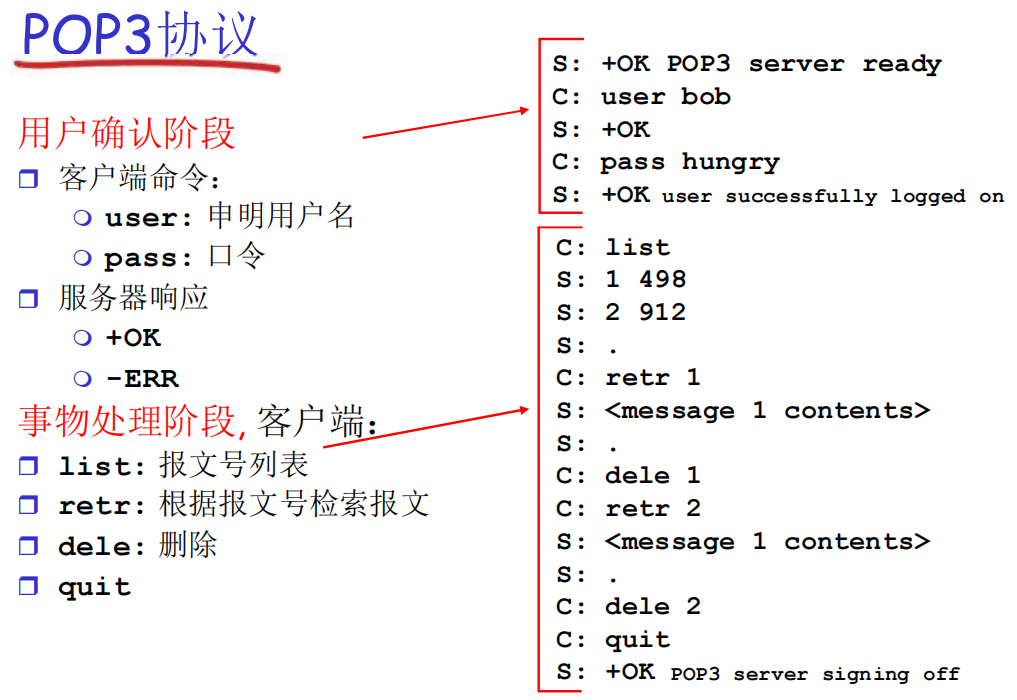 POP3协议
用户确认阶段
客户端命令:
user: 申明用户名
pass: 口令
服务器响应
+OK
-ERR
事物处理阶段, 客户端:
list: 报文号列表
retr: 根据报文号检索报文
dele: 删除
quit
S: +OK POP3 server ready
C: user bob
S: +OK
C: pass hungry
S: +OK user successfully logged on
C: list
S: 1 498
S: 2 912
S: .
C: retr 1
S: <message 1 contents>
S: .
C: dele 1
C: retr 2
S: <message 1 contents>
S: .
C: dele 2
C: quit
S: +OK POP3 server signing off